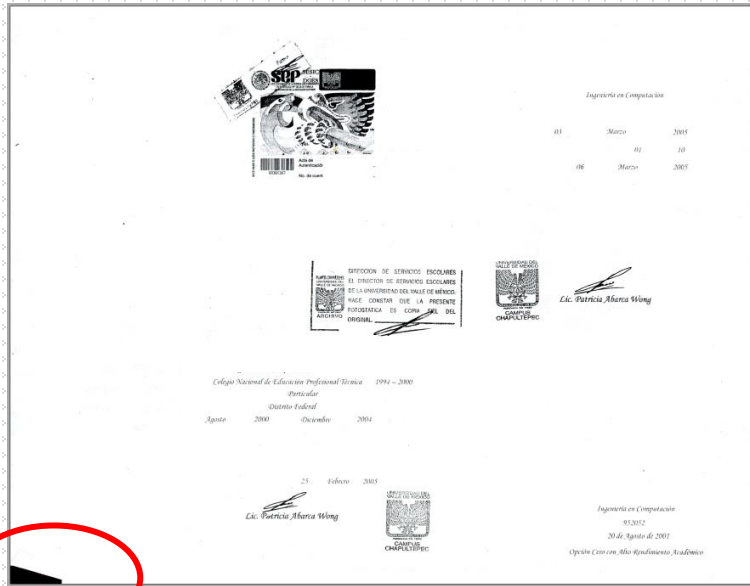 SEP
Ingeniería en Computación
03 Marzo 2005
01 10
06 Marzo 2005
Acta de
No. de
DIRECCIÓN DE SERVICIOS ESCOLARES
EL DIRECTOR DE SERVICIOS ESCOLARES
DE LA UNIVERSIDAD DEL VALLE DE MÉXICO,
HACE CONSTAR QUE LA PRESENTE
FOTOSTATICA ES COPIA FIEL DEL
ORIGINAL
ARCHIVO
UNIVERSIDAD DEL
VALLE DE MÉXICO
CAMPUS
CHAPULTEPEC
Lic. Patricia Abarca Wong
Colegio Nacional de Educación Profesional Técnica 1994 – 2000
Particular
Distrito Federal
Agosto 2000 Diciembre 2004
25 Febrero 2005
Lic. Patricia Abarca Wong
UNIVERSIDAD DEL
VALLE DE MÉXICO
CAMPUS
CHAPULTEPEC
Ingeniería en Computación
952052
20 de Agosto de 2001
Opción Cero con Alto Rendimiento Académico